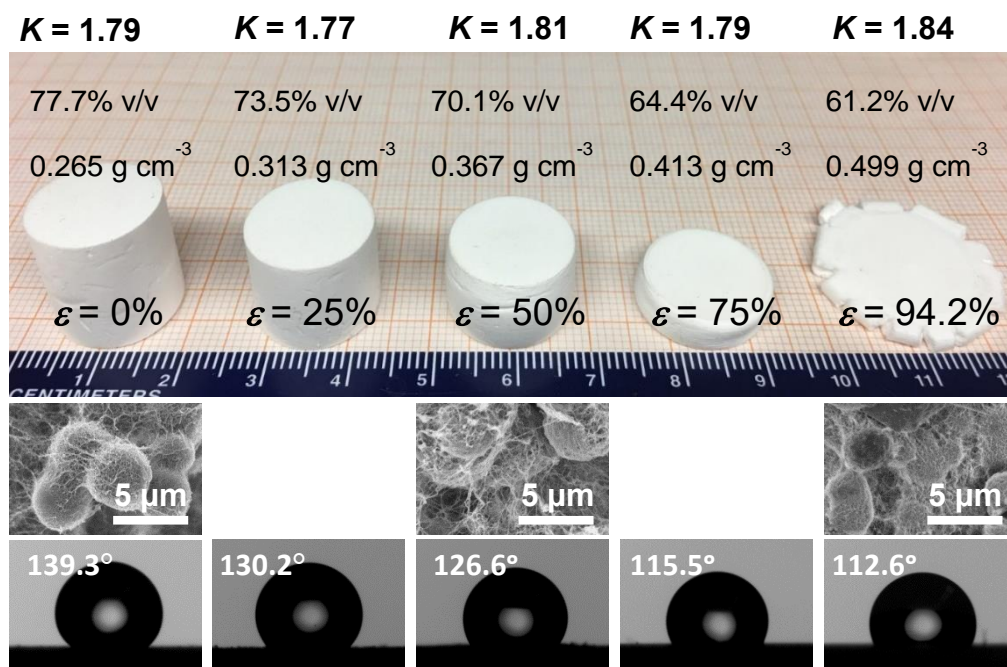 K = 1.79 K = 1.77 K = 1.81 K = 1.79 K = 1.84
77.7% v/v 73.5% v/v 70.1% v/v 64.4% v/v 61.2% v/v
0.265 g cm⁻³ 0.313 g cm⁻³ 0.367 g cm⁻³ 0.413 g cm⁻³ 0.499 g cm⁻³
ε = 0% ε = 25% ε = 50% ε = 75% ε = 94.2%
1 2 3 4 5 6 7 8 9 10 11
CENTIMETERS
5 µm 5 µm 5 µm
139.3° 130.2° 126.6° 115.5° 112.6°